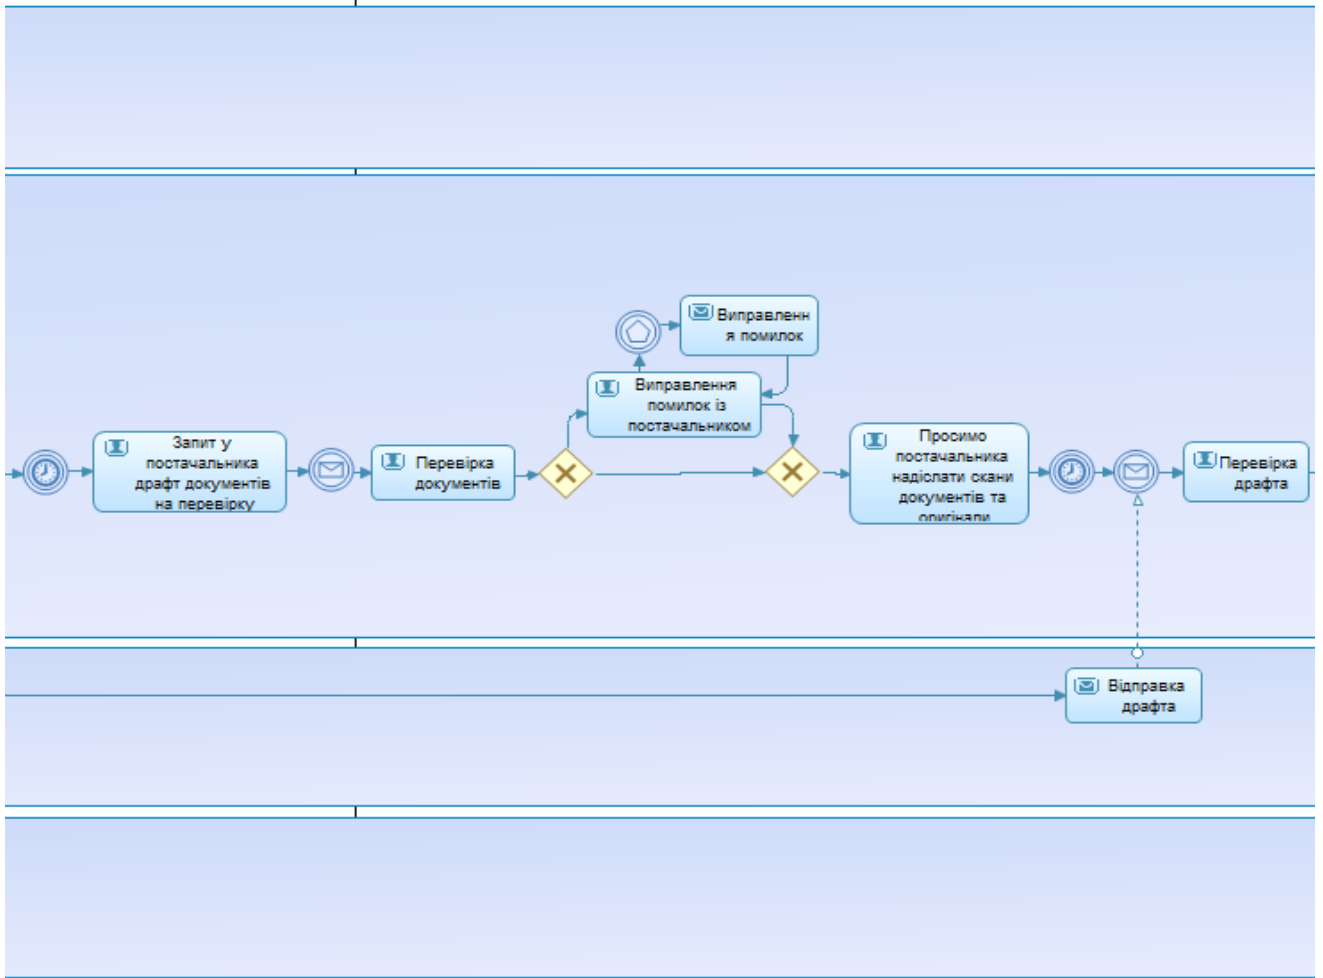 Виправленн
я помилок
Виправлення
помилок із
постачальником
Запит у
постачальника
драфт документів
на перевірку
Перевірка
документів
Просимо
постачальника
надіслати скани
документів та
оригінали
Перевірка
драфта
Відправка
драфта